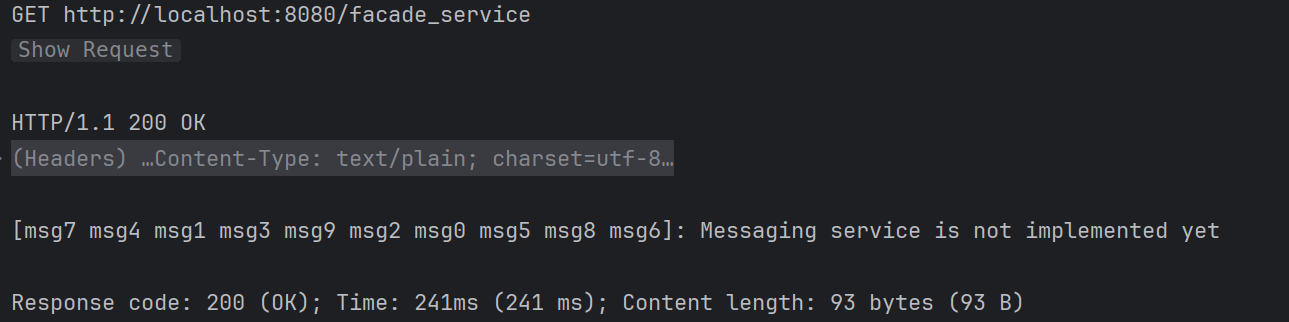 GET http://localhost:8080/facade_service
Show Request
HTTP/1.1 200 OK
(Headers) …Content-Type: text/plain; charset=utf-8…
[msg7 msg4 msg1 msg3 msg9 msg2 msg0 msg5 msg8 msg6]: Messaging service is not implemented yet
Response code: 200 (OK); Time: 241ms (241 ms); Content length: 93 bytes (93 B)